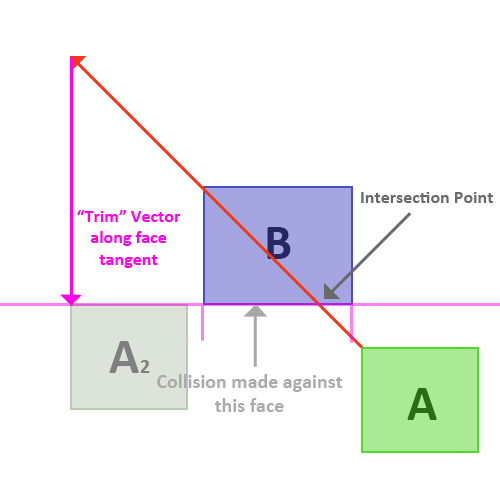 Intersection Point
“Trim” Vector
along face
tangent
B
A2
Collision made against
this face
A